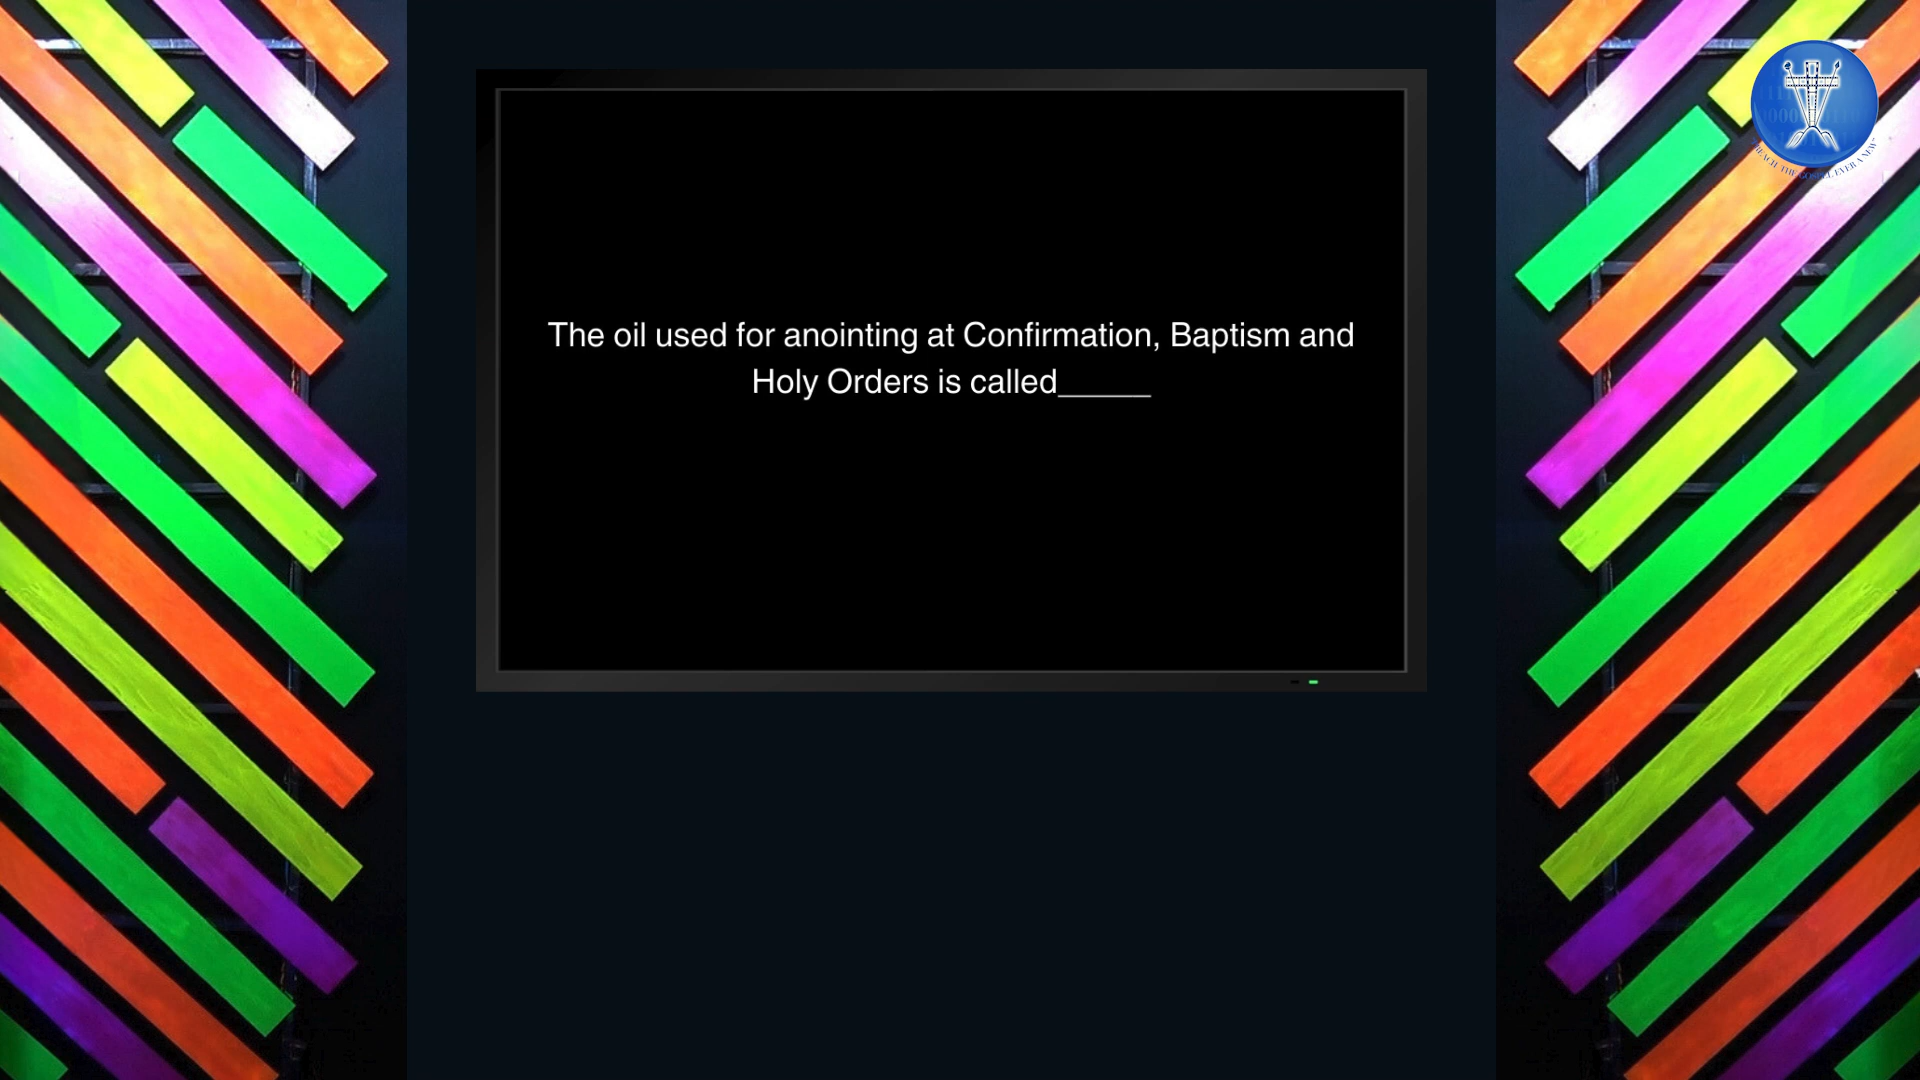 The oil used for anointing at Confirmation, Baptism and
Holy Orders is called_____